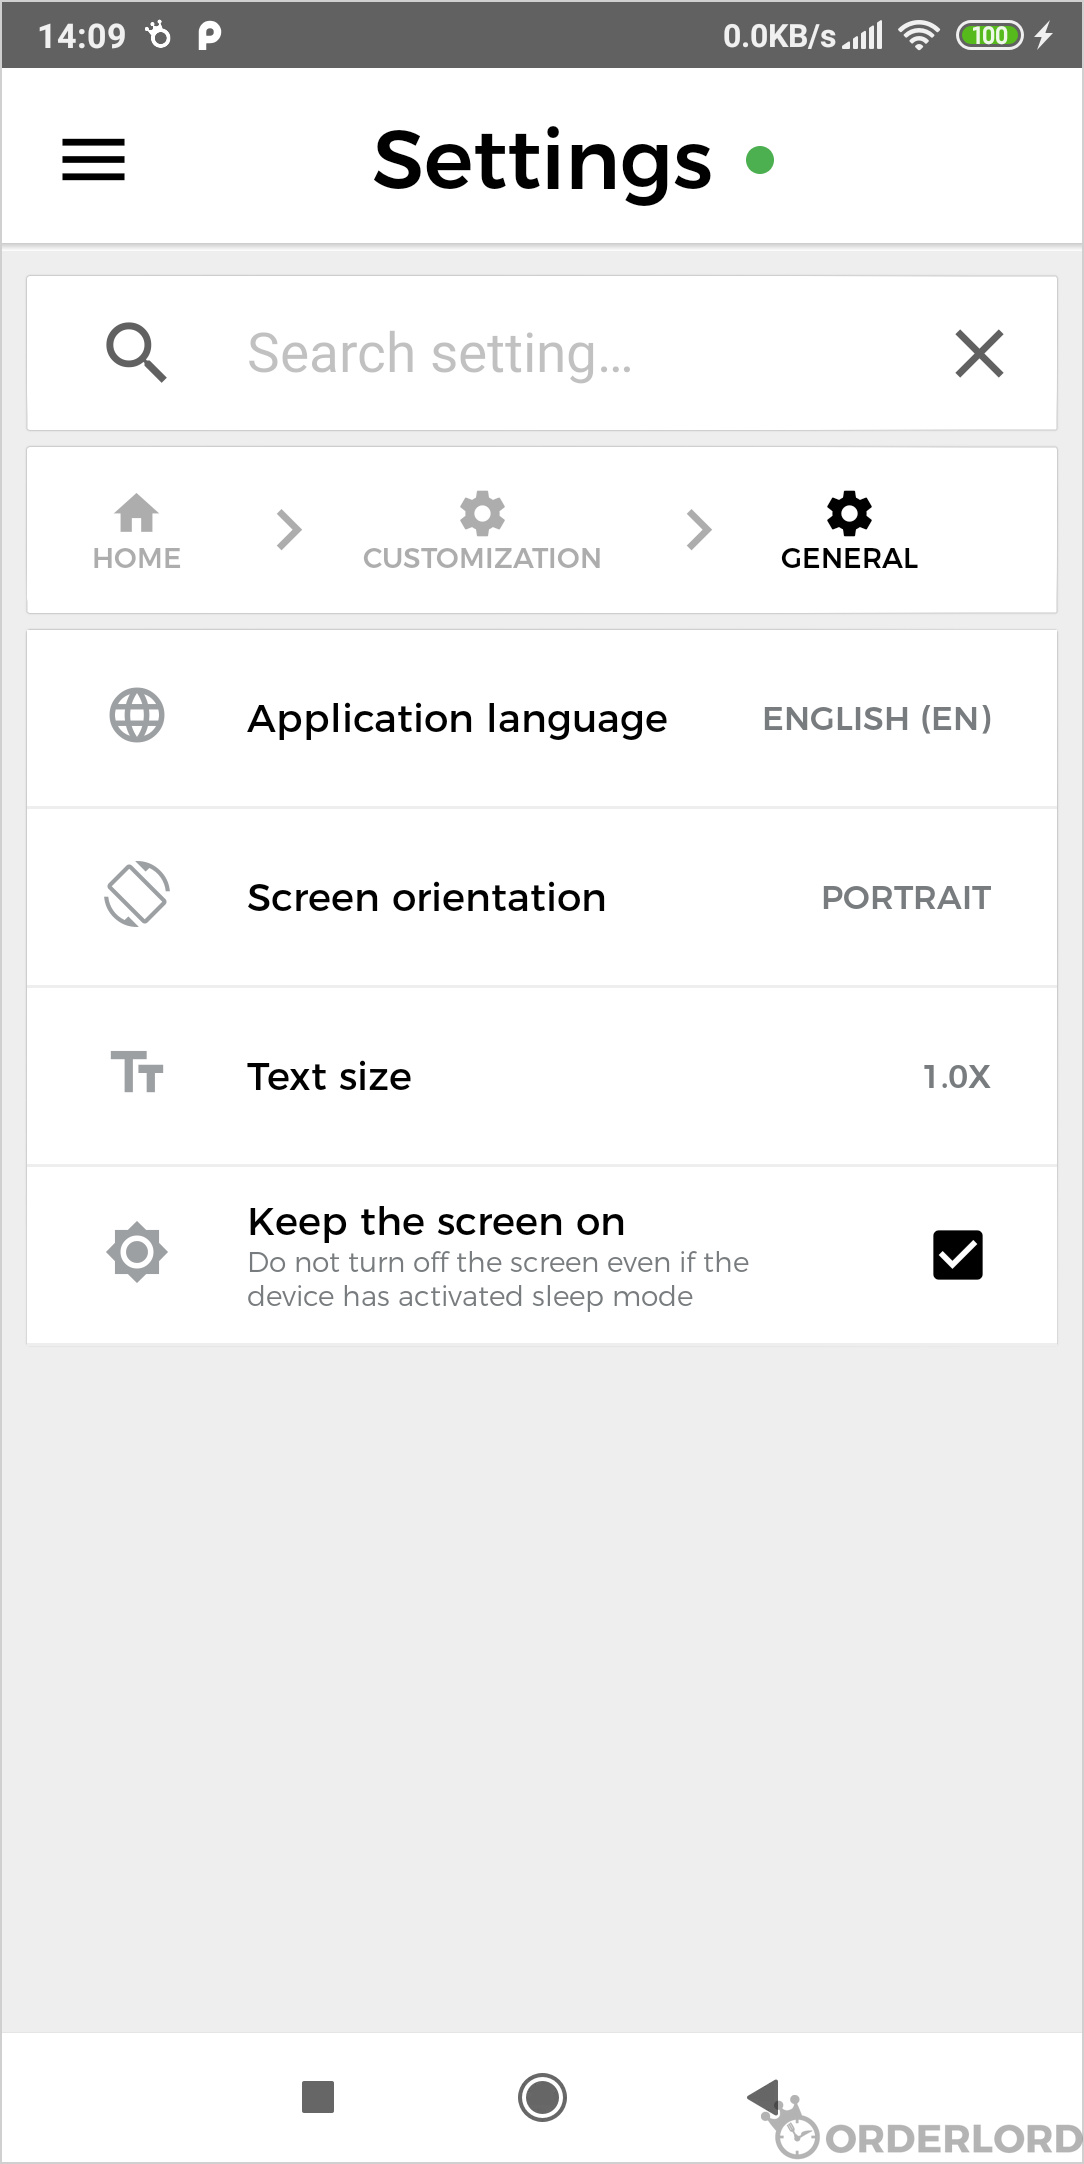 14:09 0.0KB/s 100
Settings
Search setting...
HOME CUSTOMIZATION GENERAL
Application language ENGLISH (EN)
Screen orientation PORTRAIT
Text size 1.0X
Keep the screen on
Do not turn off the screen even if the
device has activated sleep mode
ORDERLORD